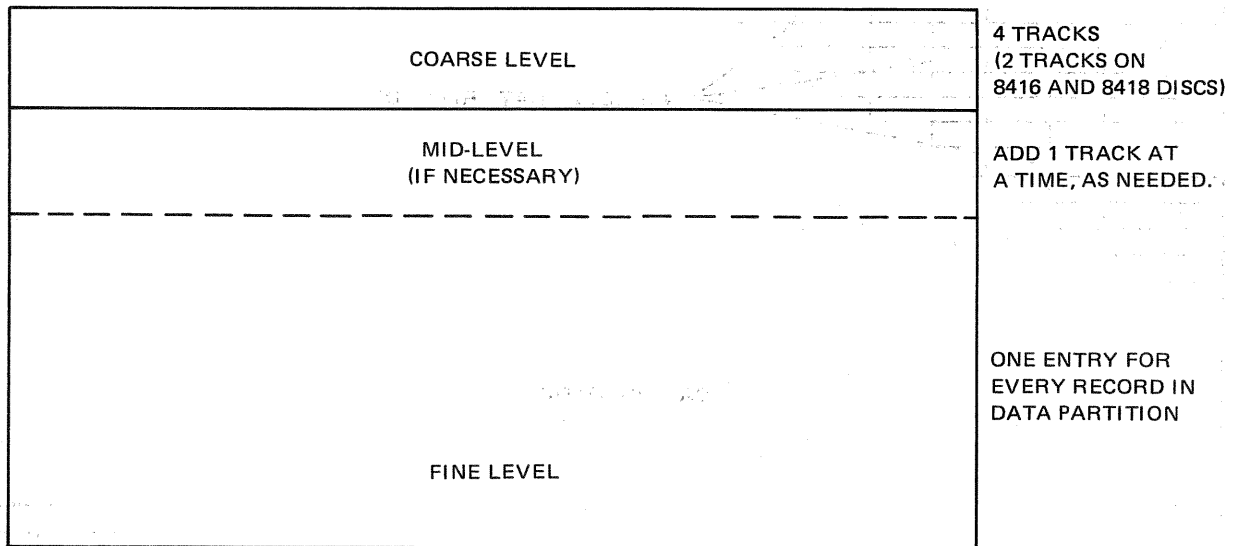 COARSE LEVEL
4 TRACKS
(2 TRACKS ON
8416 AND 8418 DISCS)
MID-LEVEL
(IF NECESSARY)
ADD 1 TRACK AT
A TIME, AS NEEDED.
ONE ENTRY FOR
EVERY RECORD IN
DATA PARTITION
FINE LEVEL